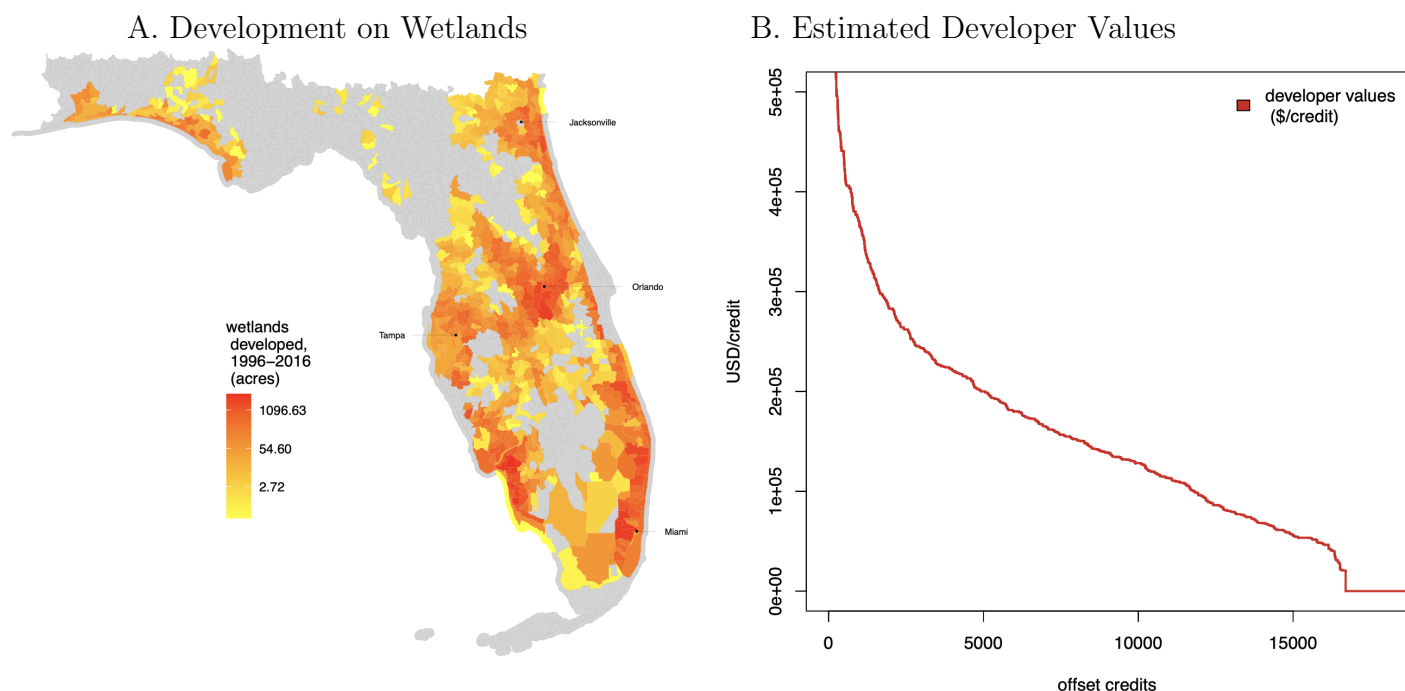 A. Development on Wetlands
Jacksonville
Orlando
Tampa
Miami
wetlands
developed,
1996–2016
(acres)
1096.63
54.60
2.72
B. Estimated Developer Values
developer values
($/credit)
USD/credit
5e+05
4e+05
3e+05
2e+05
1e+05
0e+00
0
5000
10000
15000
offset credits